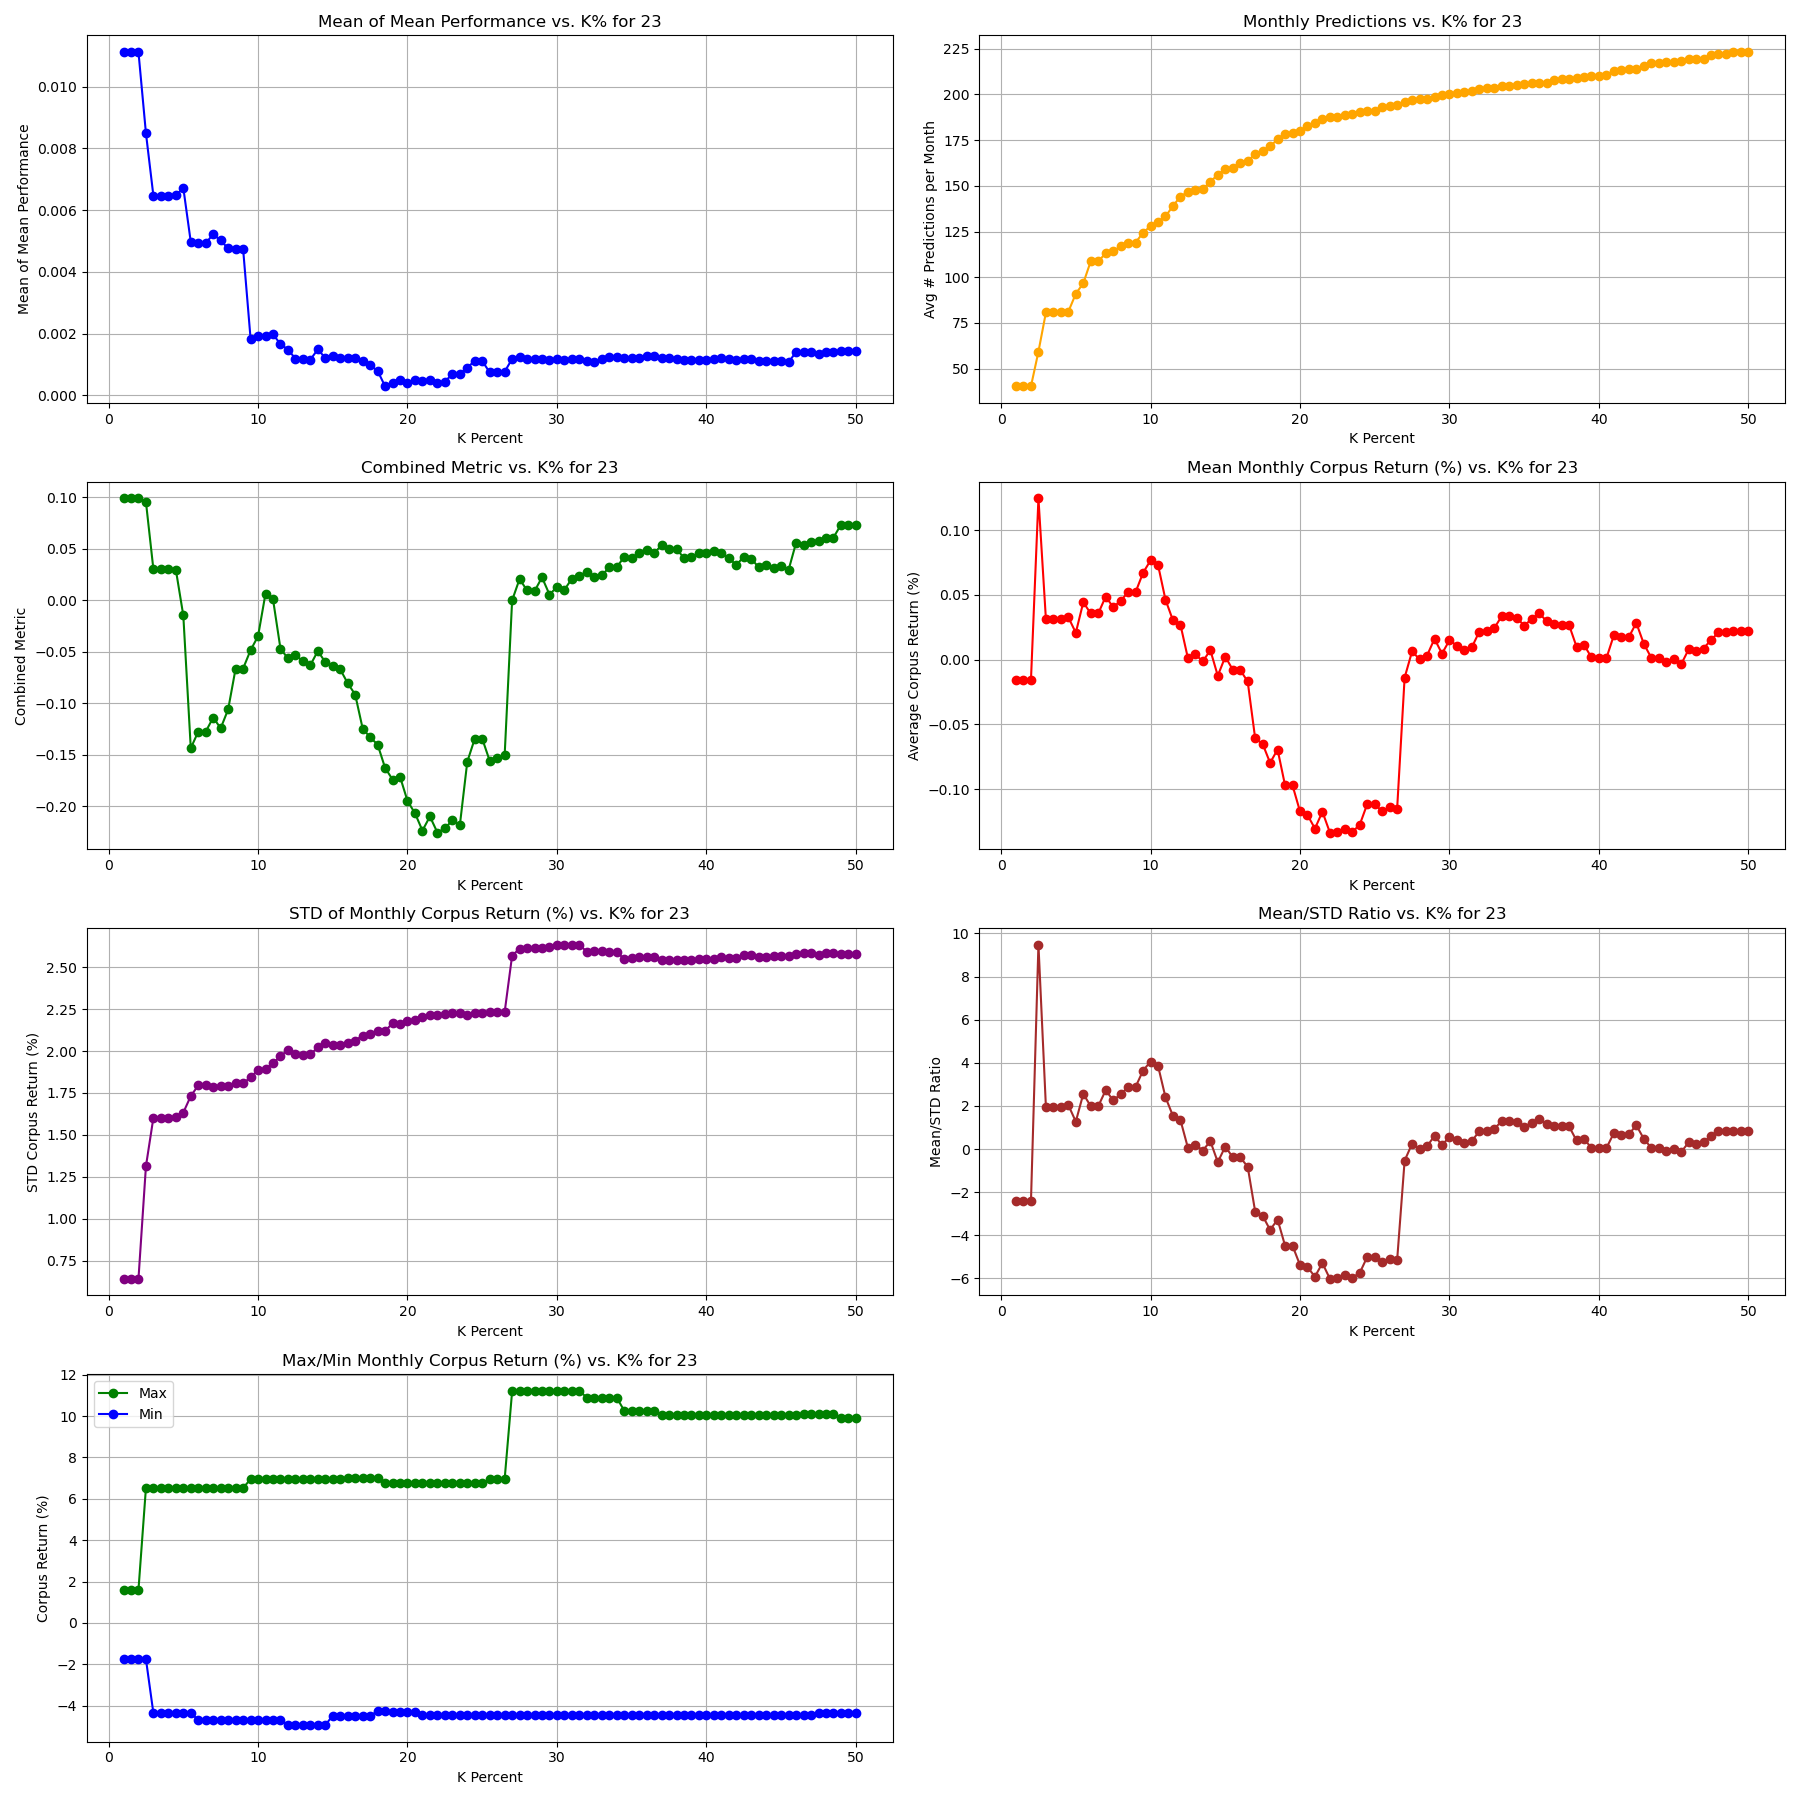 Mean of Mean Performance vs. K% for 23
Mean of Mean Performance
0.010
0.008
0.006
0.004
0.002
0.000
0 10 20 30 40 50
K Percent
Monthly Predictions vs. K% for 23
Avg # Predictions per Month
225
200
175
150
125
100
75
50
0 10 20 30 40 50
K Percent
Combined Metric vs. K% for 23
Combined Metric
0.10
0.05
0.00
−0.05
−0.10
−0.15
−0.20
0 10 20 30 40 50
K Percent
Mean Monthly Corpus Return (%) vs. K% for 23
Average Corpus Return (%)
0.10
0.05
0.00
−0.05
−0.10
0 10 20 30 40 50
K Percent
STD of Monthly Corpus Return (%) vs. K% for 23
STD Corpus Return (%)
2.50
2.25
2.00
1.75
1.50
1.25
1.00
0.75
0 10 20 30 40 50
K Percent
Mean/STD Ratio vs. K% for 23
Mean/STD Ratio
10
8
6
4
2
0
−2
−4
−6
0 10 20 30 40 50
K Percent
Max/Min Monthly Corpus Return (%) vs. K% for 23
Corpus Return (%)
12
10
8
6
4
2
0
−2
−4
Max
Min
0 10 20 30 40 50
K Percent